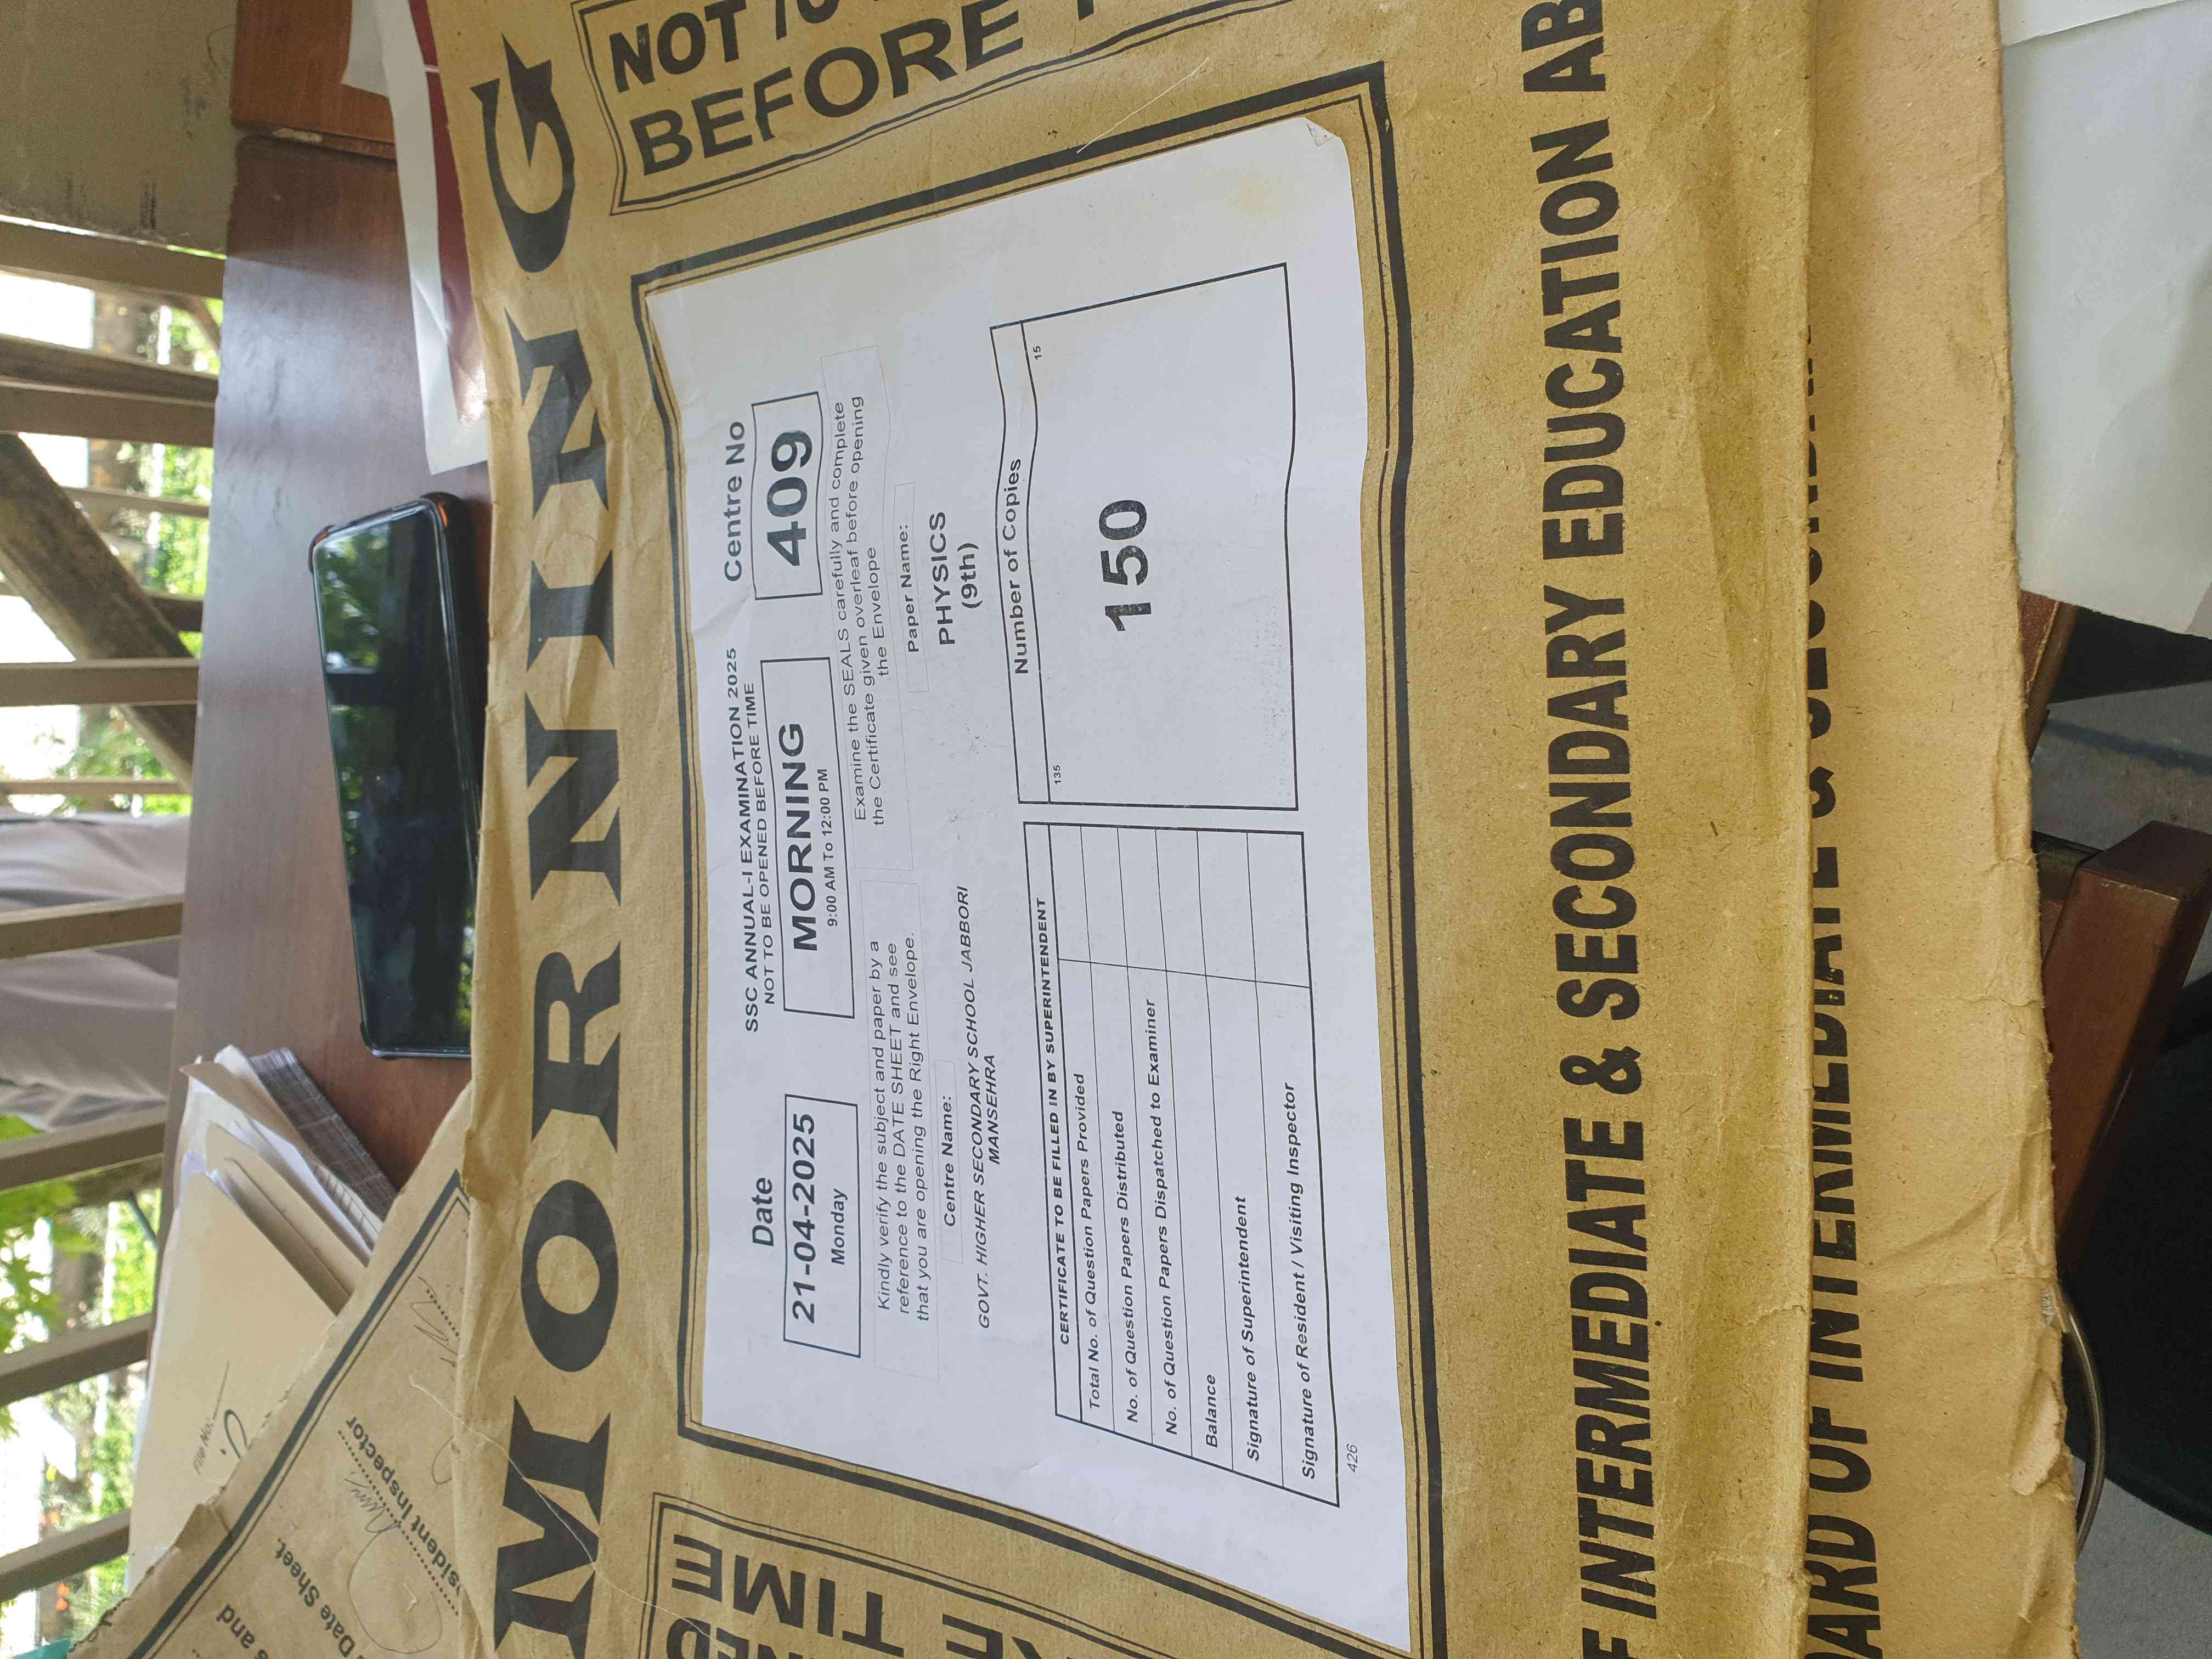 MORNING
NOT
BEFORE
NED
TIME
SSC ANNUAL-I EXAMINATION 2025
NOT TO BE OPENED BEFORE TIME
Date
21-04-2025
Monday
MORNING
9:00 AM To 12:00 PM
Centre No
409
Kindly verify the subject and paper by a
reference to the DATE SHEET and see
that you are opening the Right Envelope.
Examine the SEALS carefully and complete
the Certificate given overleaf before opening
the Envelope
Centre Name:
GOVT. HIGHER SECONDARY SCHOOL JABBORI
MANSEHRA
Paper Name:
PHYSICS
(9th)
CERTIFICATE TO BE FILLED IN BY SUPERINTENDENT
Total No. of Question Papers Provided
No. of Question Papers Distributed
No. of Question Papers Dispatched to Examiner
Balance
Signature of Superintendent
Signature of Resident / Visiting Inspector
Number of Copies
135
15
150
426
F INTERMEDIATE & SECONDARY EDUCATION AB
OARD OF INTERMEDIATE &
File No.
sident Inspector
Date Sheet.
s and